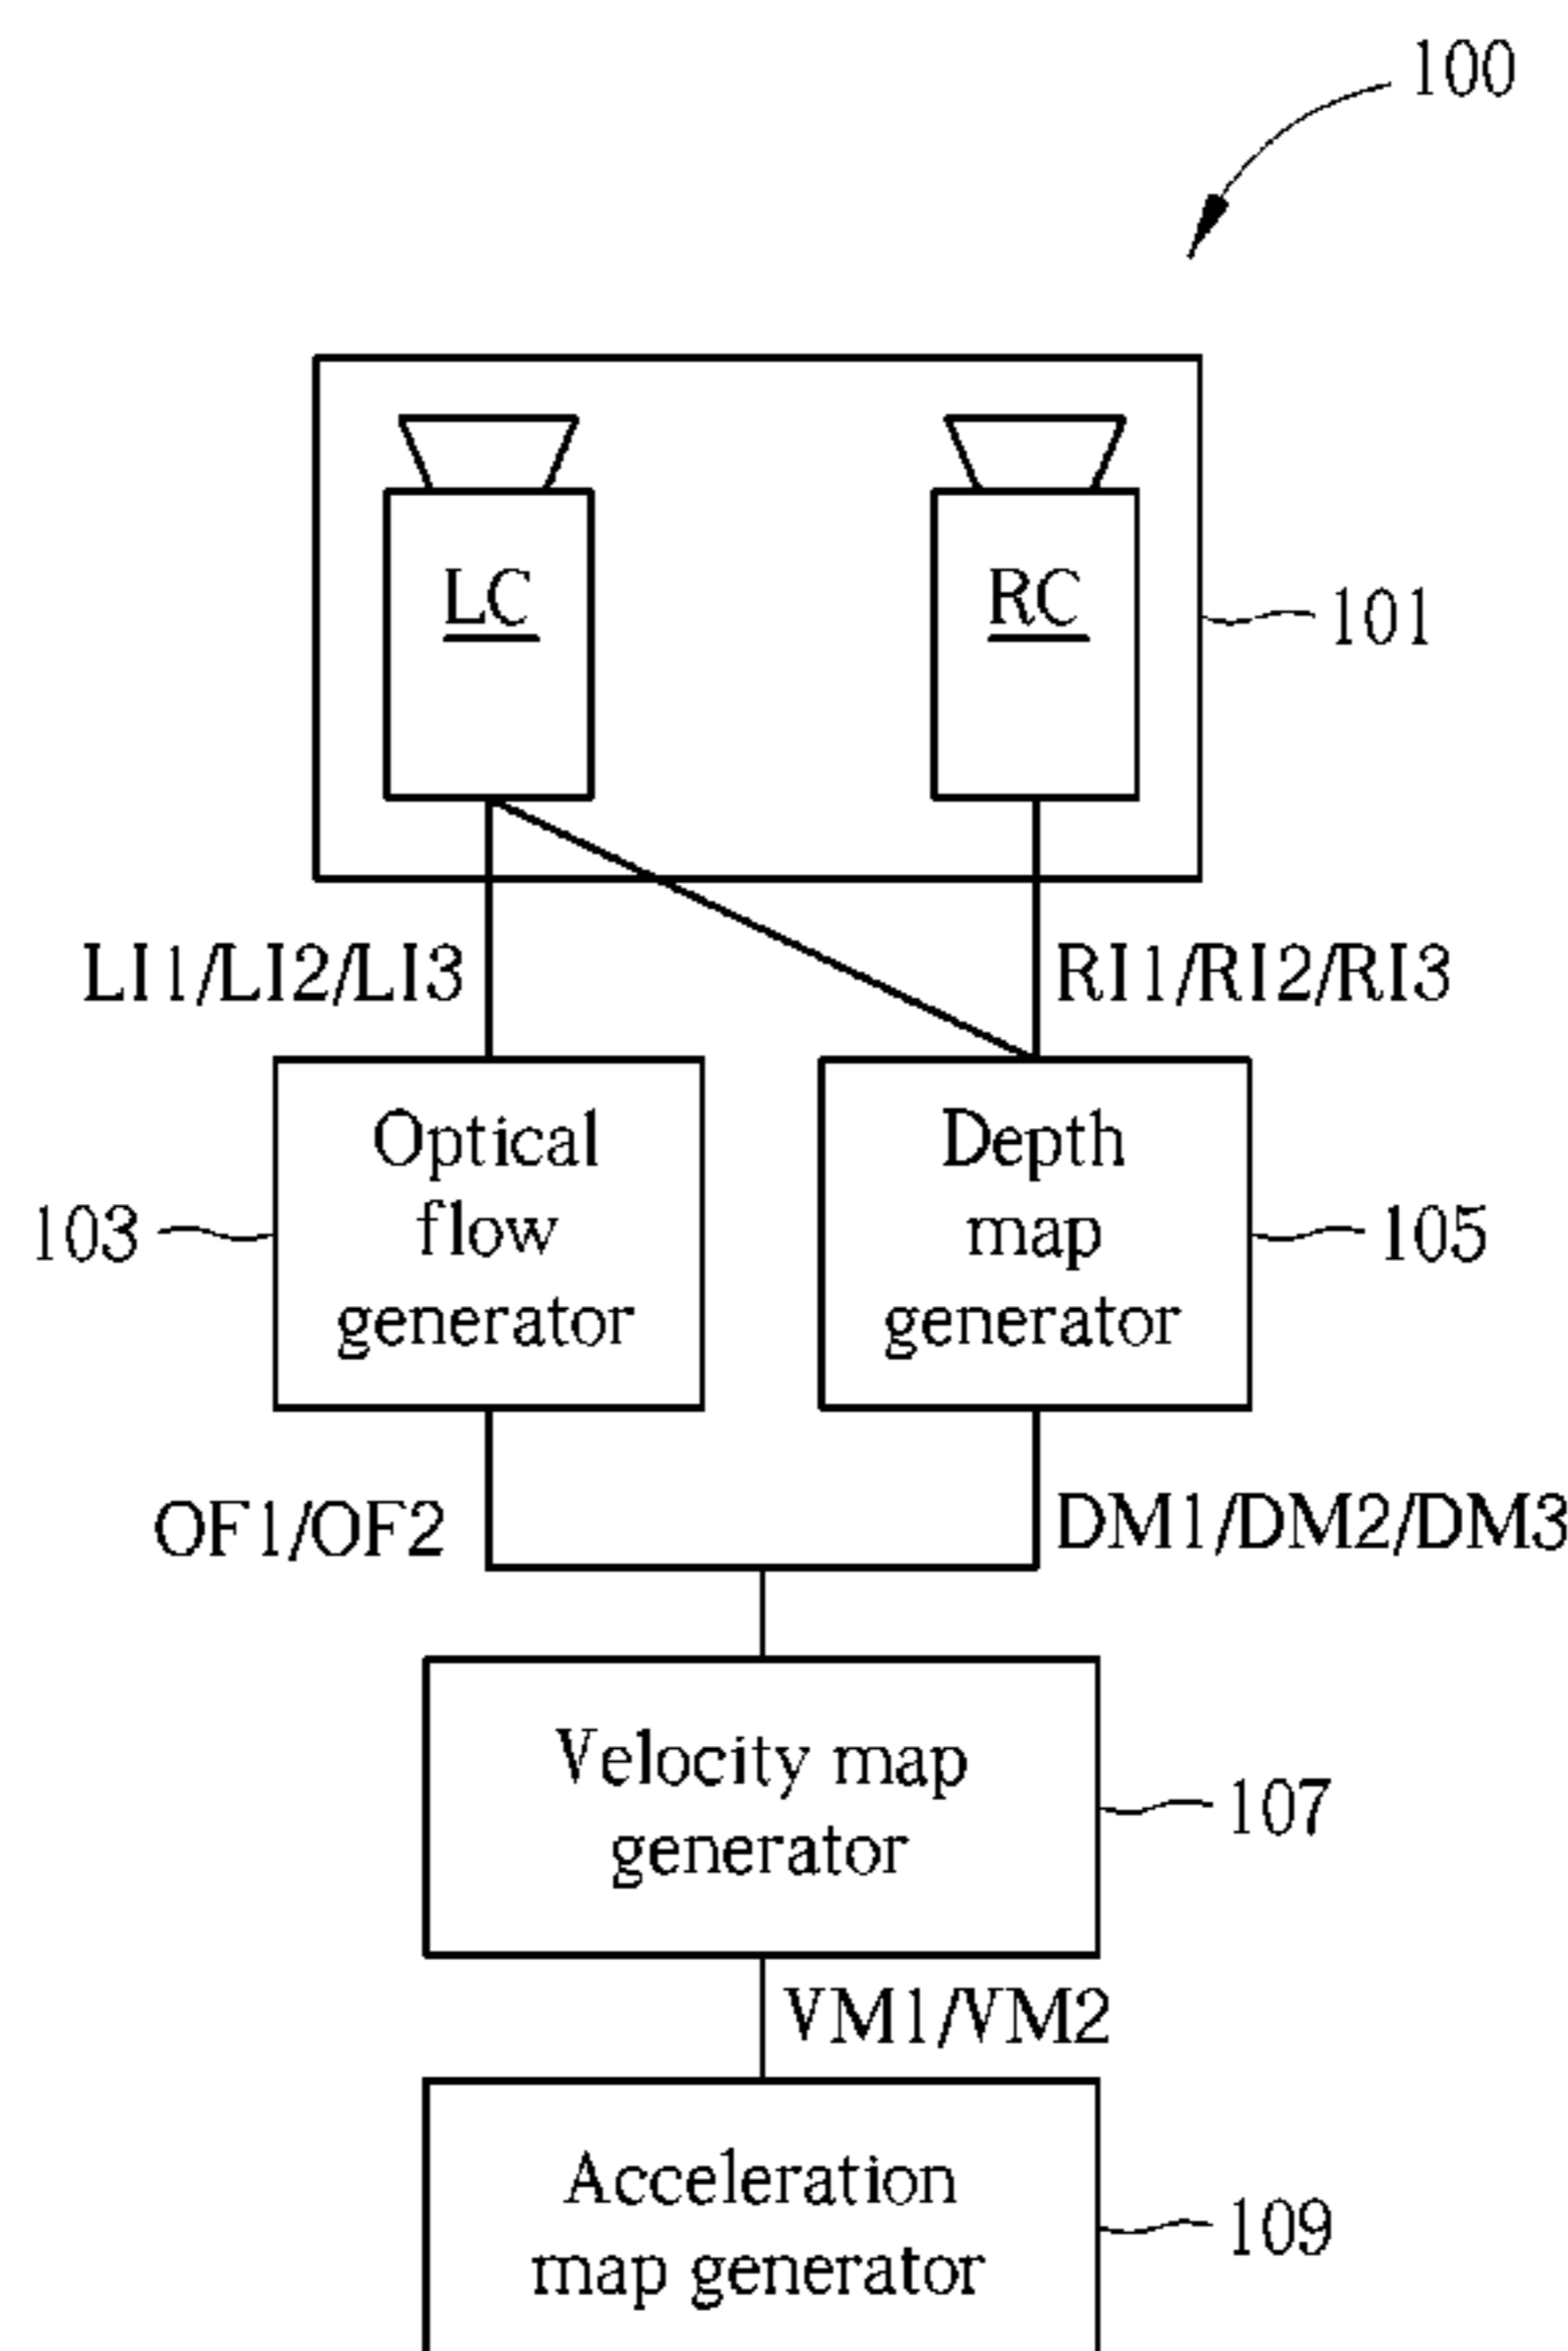 100
LC
RC
101
LI1/LI2/LI3
RI1/RI2/RI3
Optical
flow
generator
103
Depth
map
generator
105
OF1/OF2
DM1/DM2/DM3
Velocity map
generator
107
VM1/VM2
Acceleration
map generator
109